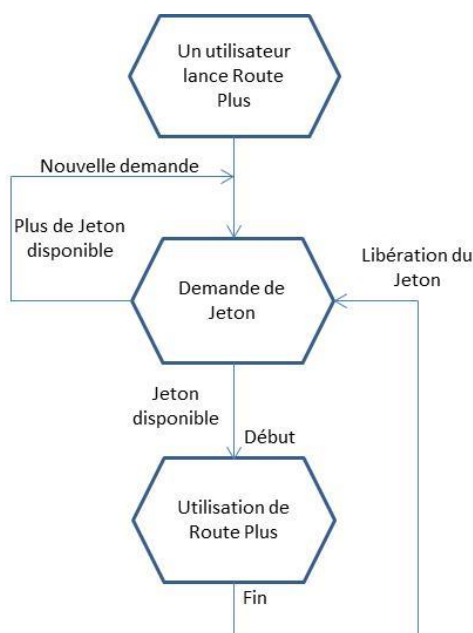 Un utilisateur
lance Route
Plus
Nouvelle demande
Plus de Jeton
disponible
Libération du
Jeton
Demande de
Jeton
Jeton
disponible
Début
Utilisation de
Route Plus
Fin